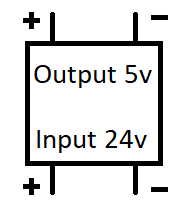 + −
Output 5v
Input 24v
+ −